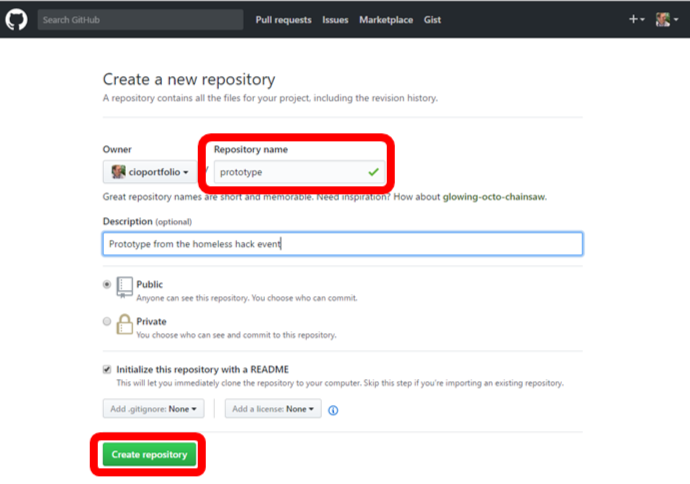 Search GitHub Pull requests Issues Marketplace Gist
Create a new repository
A repository contains all the files for your project, including the revision history.
Owner Repository name
cioportfolio / prototype
Great repository names are short and memorable. Need inspiration? How about glowing-octo-chainsaw.
Description (optional)
Prototype from the homeless hack event
Public
Anyone can see this repository. You choose who can commit.
Private
You choose who can see and commit to this repository.
Initialize this repository with a README
This will let you immediately clone the repository to your computer. Skip this step if you're importing an existing repository.
Add .gitignore: None Add a license: None
Create repository